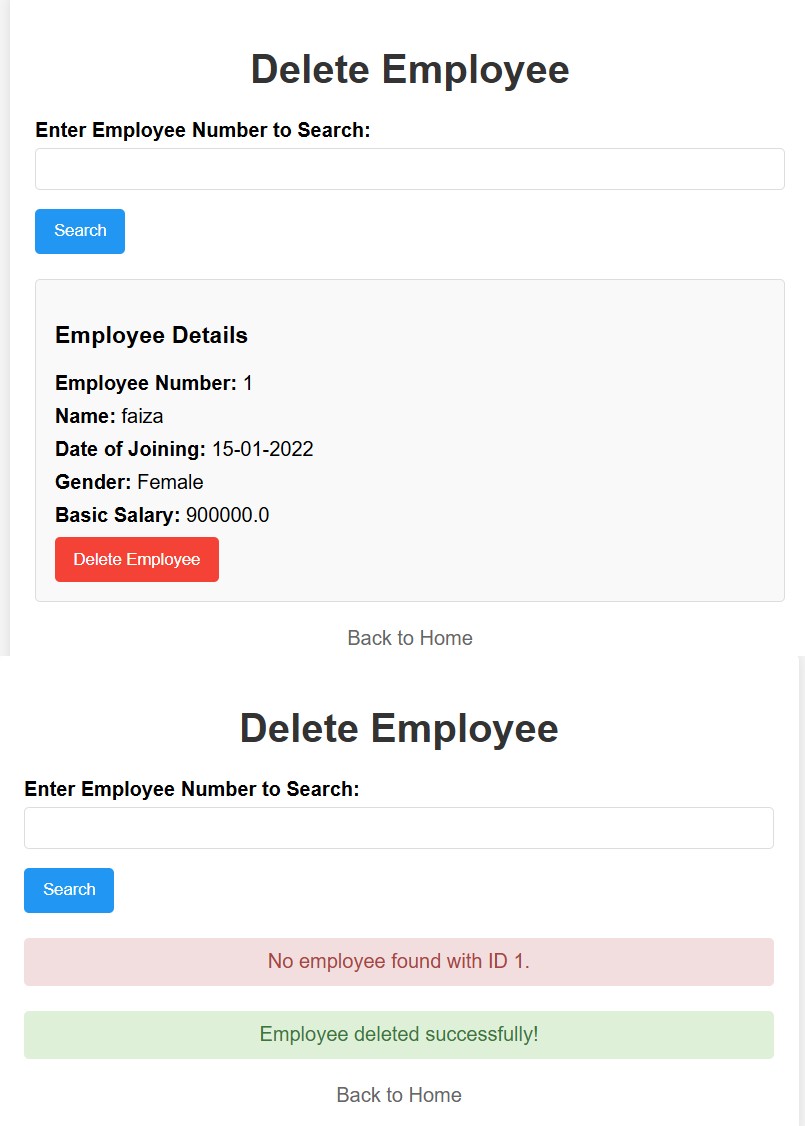 Delete Employee
Enter Employee Number to Search:
Search
Employee Details
Employee Number: 1
Name: faiza
Date of Joining: 15-01-2022
Gender: Female
Basic Salary: 900000.0
Delete Employee
Back to Home
Delete Employee
Enter Employee Number to Search:
Search
No employee found with ID 1.
Employee deleted successfully!
Back to Home